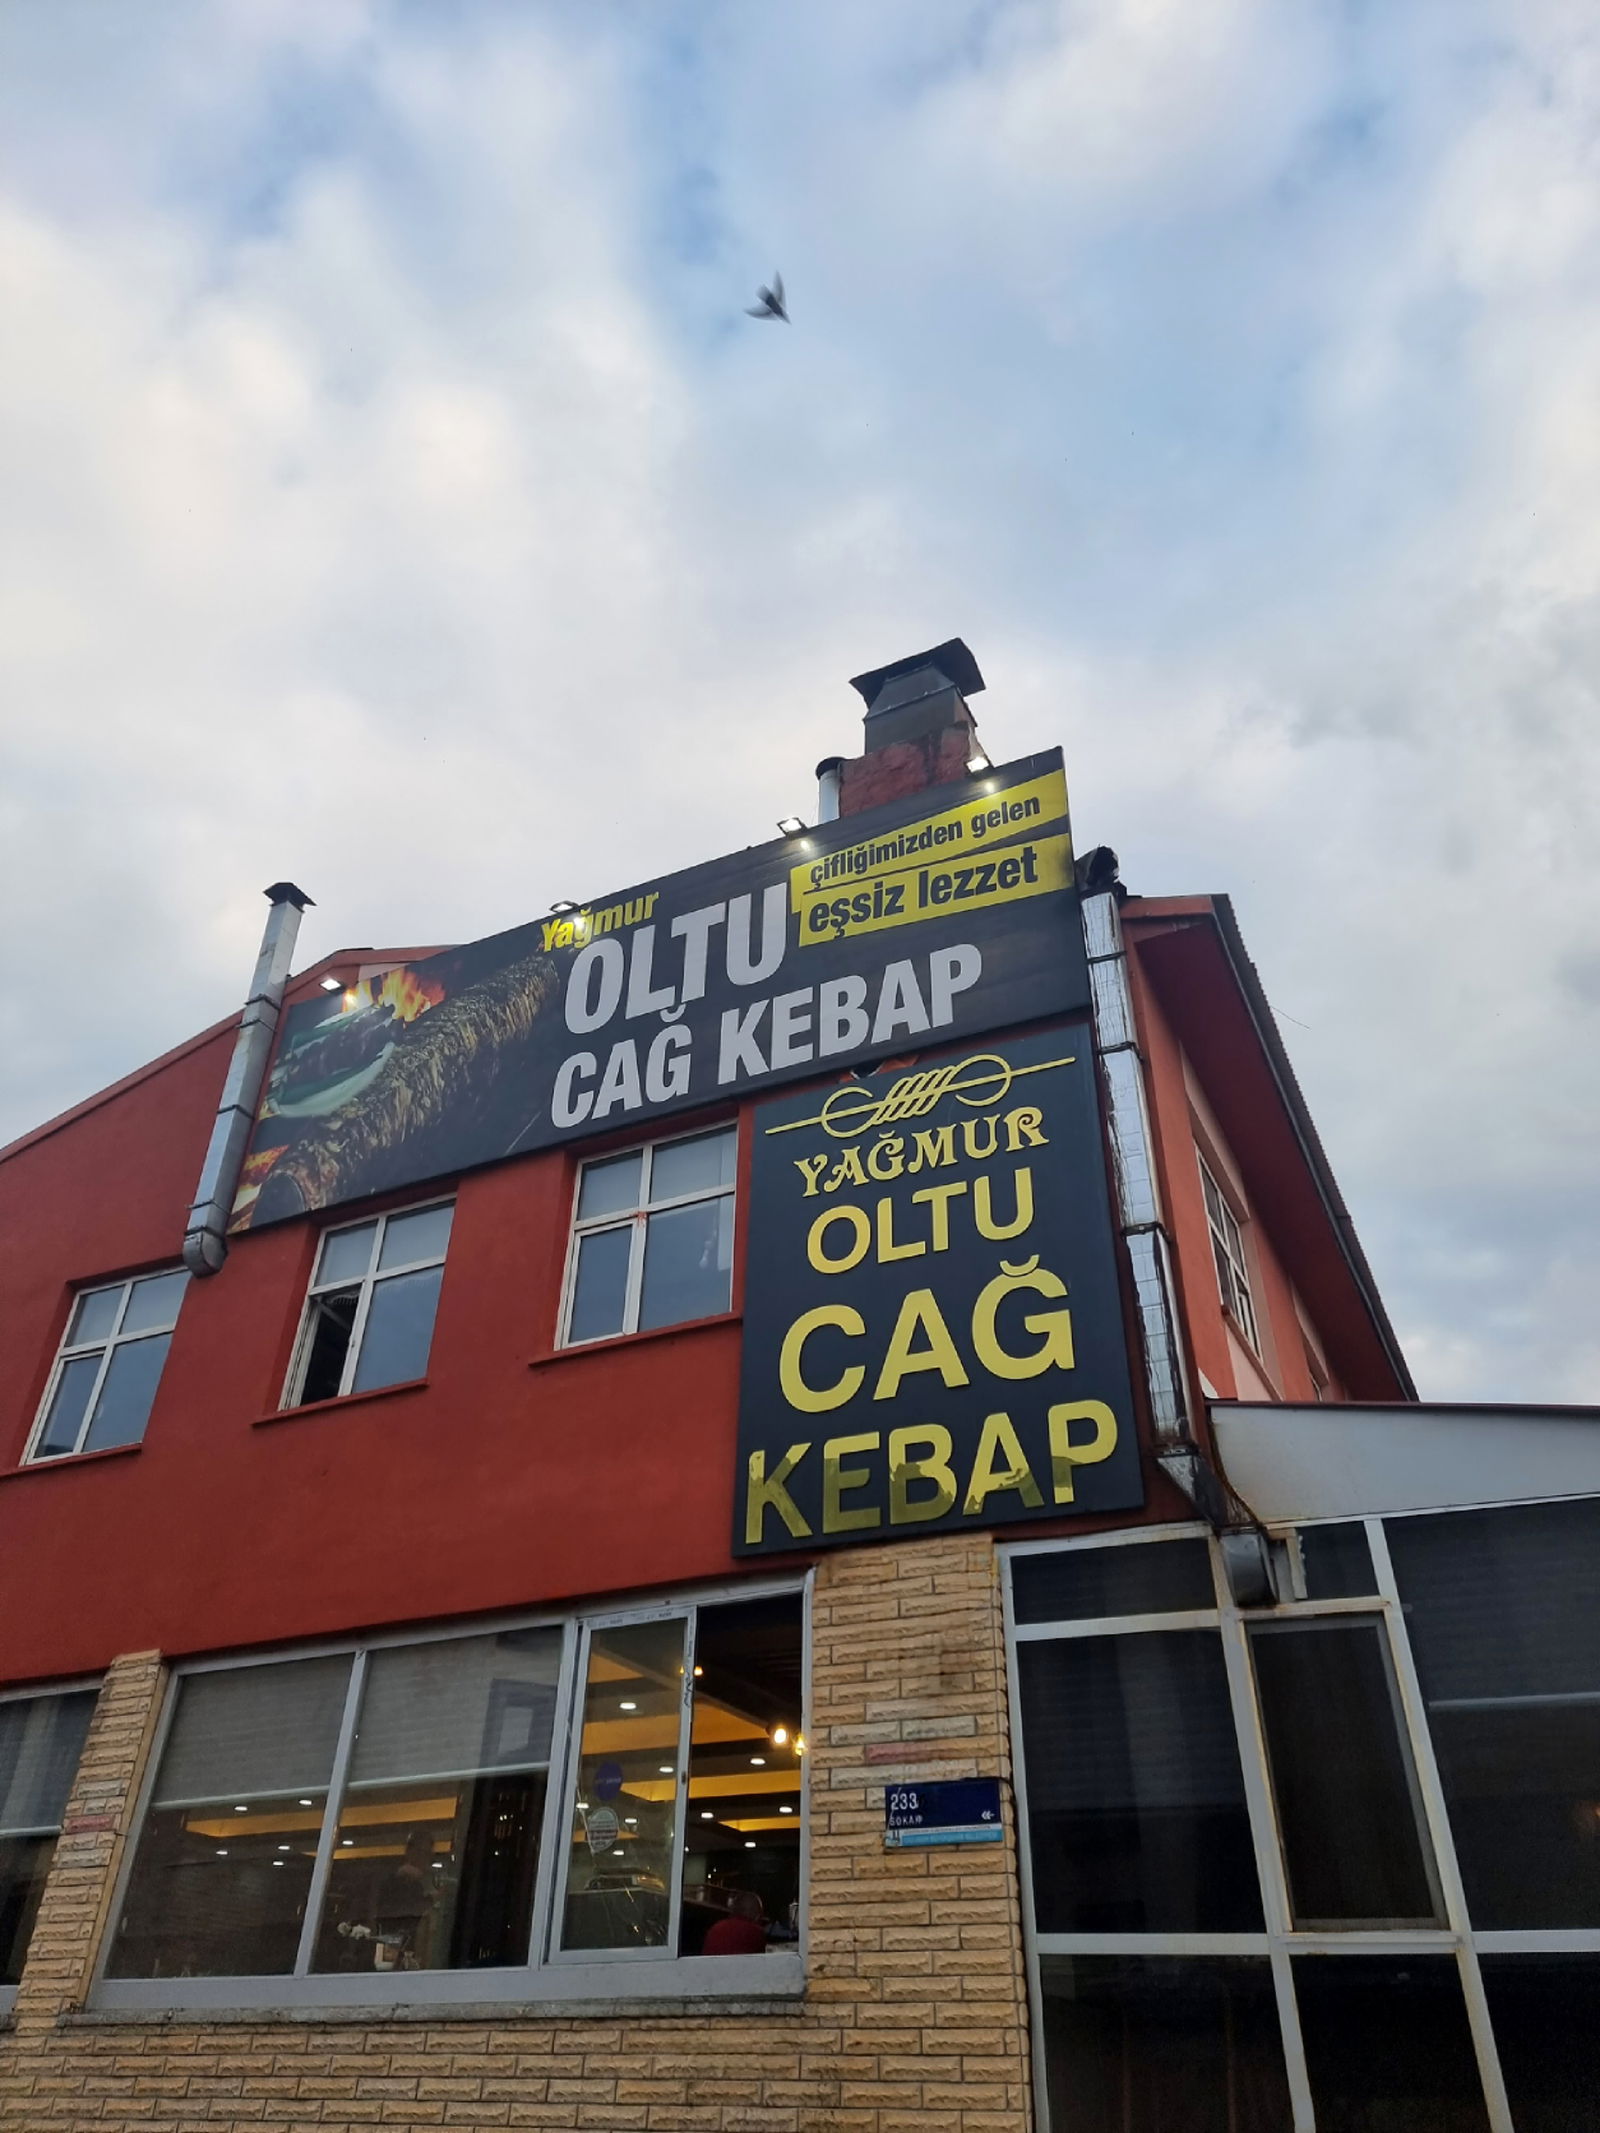 Yağmur
OLTU
çifliğimizden gelen
eşsiz lezzet
CAĞ KEBAP
YAĞMUR
OLTU
CAĞ
KEBAP
233.
SOKAK